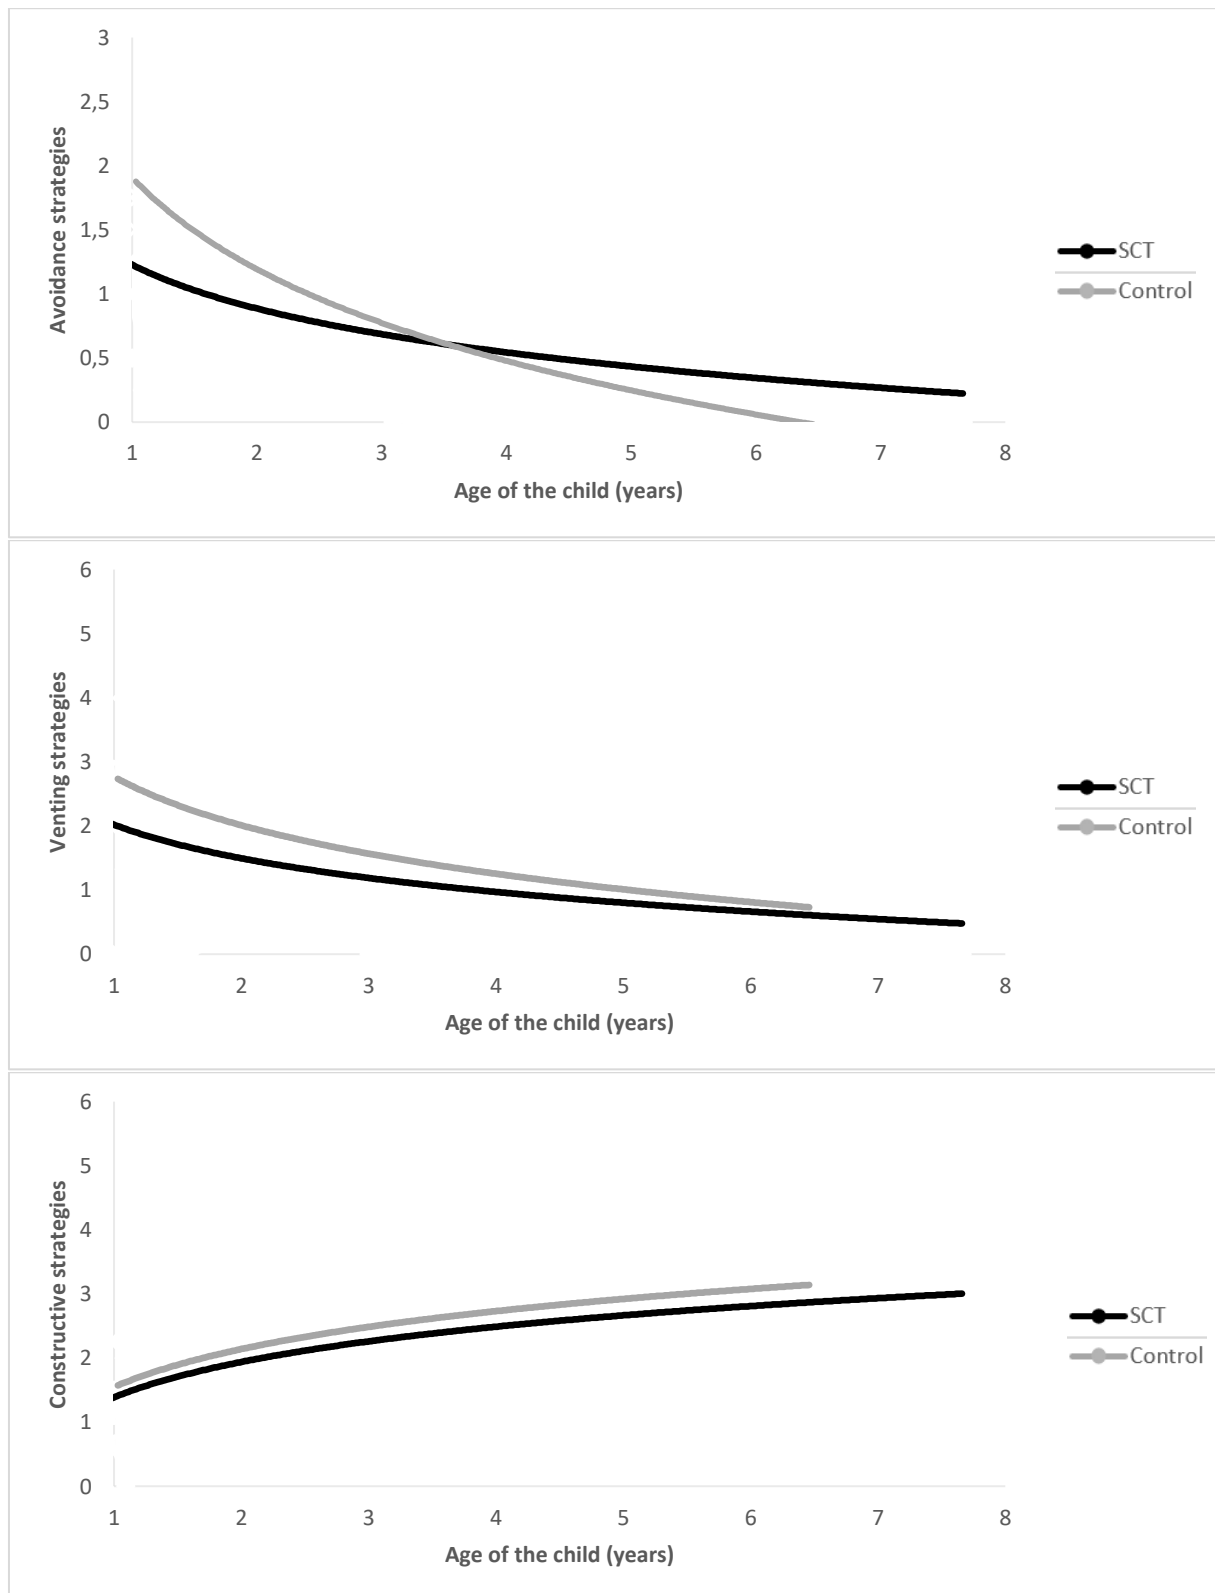 3
2,5
2
1,5
1
0,5
0
Avoidance strategies
1 2 3 4 5 6 7 8
Age of the child (years)
SCT
Control
6
5
4
3
2
1
0
Venting strategies
1 2 3 4 5 6 7 8
Age of the child (years)
SCT
Control
6
5
4
3
2
1
0
Constructive strategies
1 2 3 4 5 6 7 8
Age of the child (years)
SCT
Control